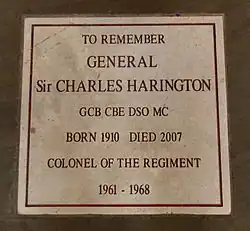 TO REMEMBER
GENERAL
Sir CHARLES HARINGTON
GCB CBE DSO MC
BORN 1910 DIED 2007
COLONEL OF THE REGIMENT
1961 - 1968